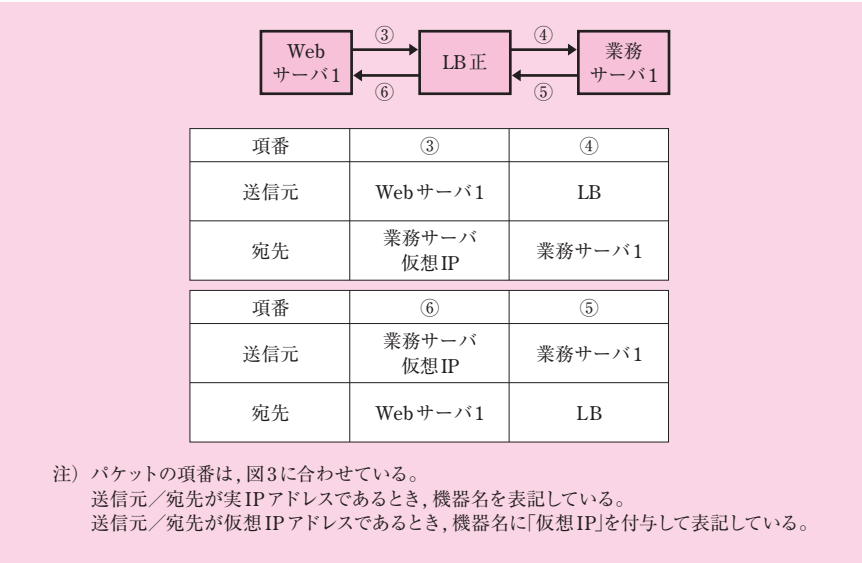 ③
④
Web
サーバ1
LB正
業務
サーバ1
⑥
⑤
項番 ③ ④
送信元 Webサーバ1 LB
宛先 業務サーバ
仮想IP 業務サーバ1
項番 ⑥ ⑤
送信元 業務サーバ
仮想IP 業務サーバ1
宛先 Webサーバ1 LB
注）パケットの項番は，図3に合わせている。
送信元／宛先が実IPアドレスであるとき，機器名を表記している。
送信元／宛先が仮想IPアドレスであるとき，機器名に「仮想IP」を付与して表記している。